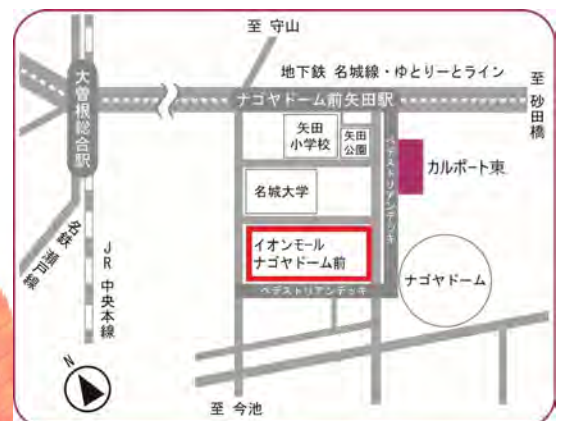 至 守山
地下鉄 名城線・ゆとりーとライン
至
砂田橋
大曽根総合駅
ナゴヤドーム前矢田駅
矢田
小学校
矢田
公園
ペデストリアンデッキ
カルポート東
名城大学
イオンモール
ナゴヤドーム前
ナゴヤドーム
ペデストリアンデッキ
名鉄 瀬戸線
JR 中央本線
N
至 今池